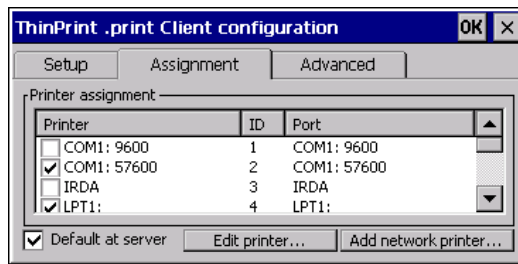 ThinPrint .print Client configuration OK
Setup Assignment Advanced
Printer assignment
Printer ID Port
COM1: 9600 1 COM1: 9600
COM1: 57600 2 COM1: 57600
IRDA 3 IRDA
LPT1: 4 LPT1:
Default at server Edit printer... Add network printer...